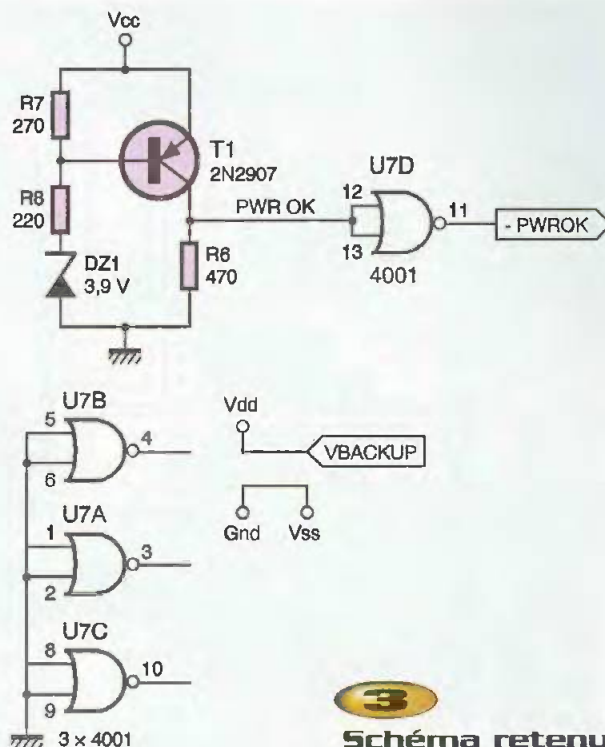 Vcc
R7
270
T1
2N2907
U7D
R8
220
PWR OK
12
11
- PWROK
13
DZ1
3,9 V
R6
470
4001
U7B
5
4
6
Vdd
VBACKUP
U7A
1
3
2
Gnd
Vss
U7C
8
10
9
3 x 4001
3
Schéma retenu